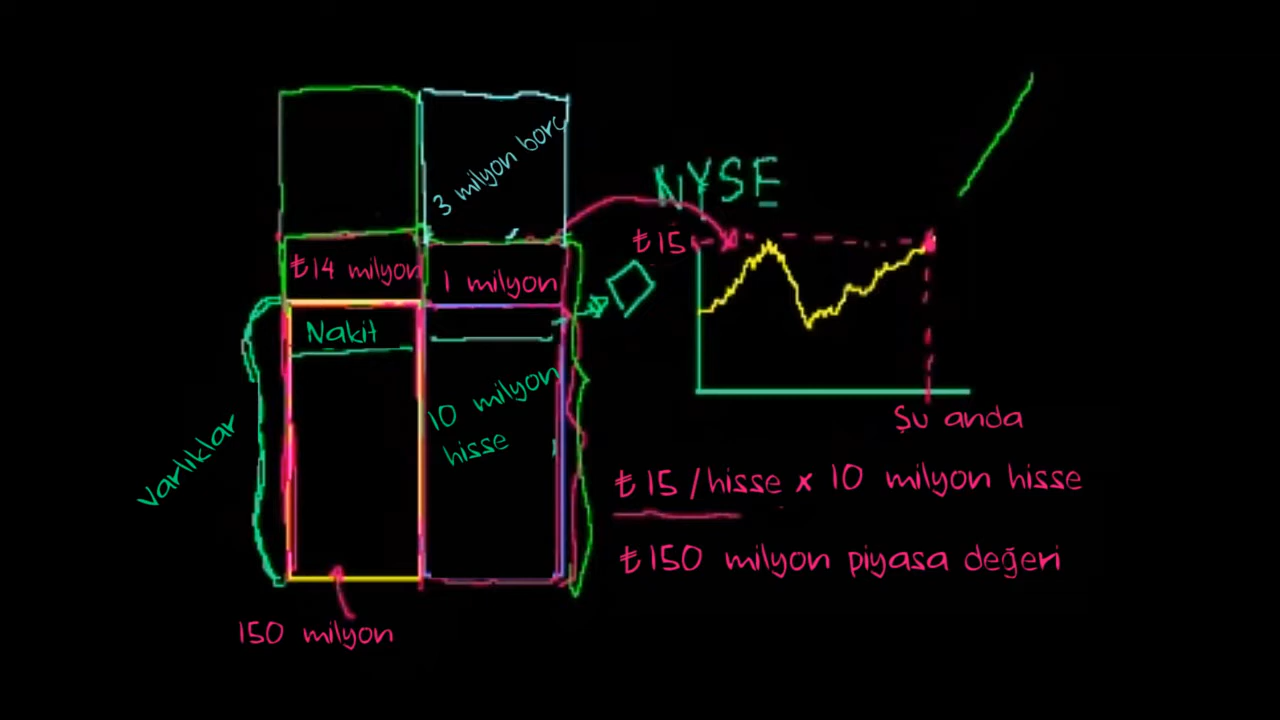 3 milyon borç
NYSE
₺14 milyon
1 milyon
₺15
Nakit
10 milyon
hisse
Varlıklar
Şu anda
₺15 / hisse x 10 milyon hisse
₺150 milyon piyasa değeri
150 milyon